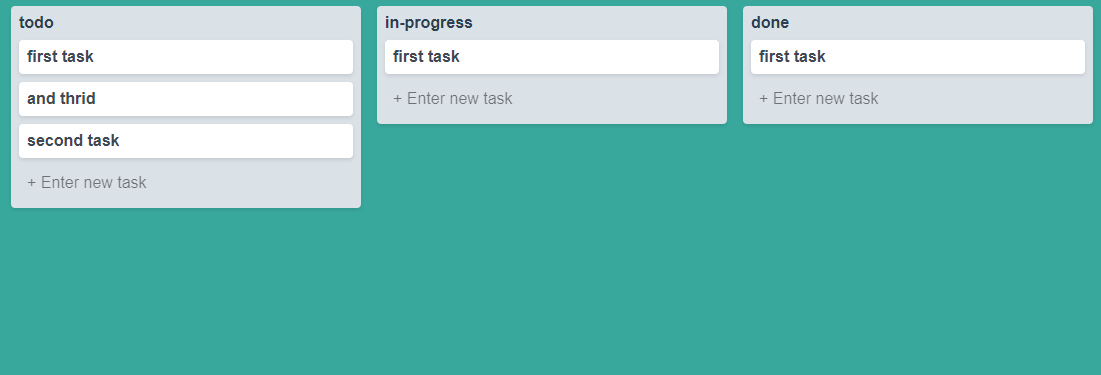 todo
first task
and thrid
second task
+ Enter new task
in-progress
first task
+ Enter new task
done
first task
+ Enter new task